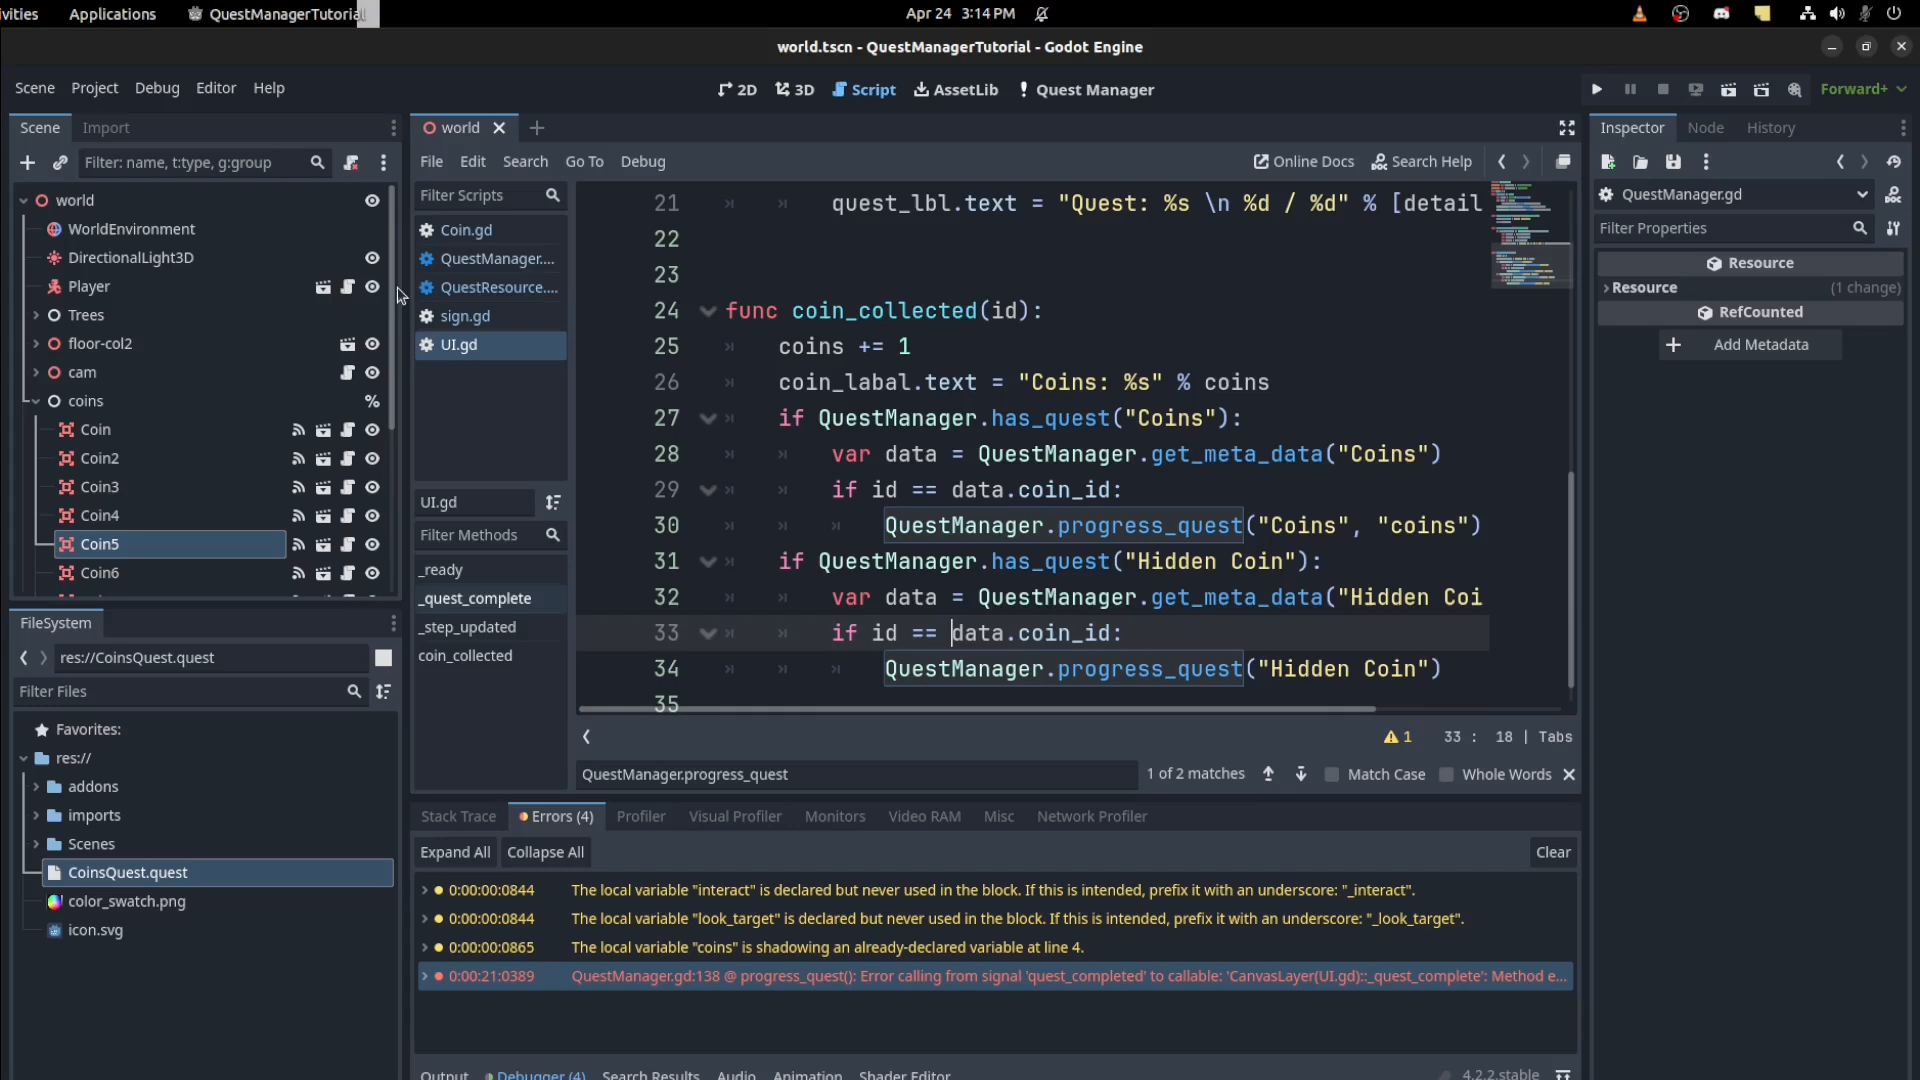 vities Applications QuestManagerTutorial Apr 24 3:14 PM
world.tscn - QuestManagerTutorial - Godot Engine
Scene Project Debug Editor Help 2D 3D Script AssetLib Quest Manager Forward+
Scene Import
Filter: name, t:type, g:group
world
WorldEnvironment
DirectionalLight3D
Player
Trees
floor-col2
cam
coins %
Coin
Coin2
Coin3
Coin4
Coin5
Coin6
FileSystem
res://CoinsQuest.quest
Filter Files
Favorites:
res://
addons
imports
Scenes
CoinsQuest.quest
color_swatch.png
icon.svg
world
File Edit Search Go To Debug Online Docs Search Help
Filter Scripts
Coin.gd
QuestManager....
QuestResource....
sign.gd
UI.gd
UI.gd
Filter Methods
_ready
_quest_complete
_step_updated
coin_collected
21 quest_lbl.text = "Quest: %s \n %d / %d" % [detail
22
23
24 func coin_collected(id):
25 coins += 1
26 coin_labal.text = "Coins: %s" % coins
27 if QuestManager.has_quest("Coins"):
28 var data = QuestManager.get_meta_data("Coins")
29 if id == data.coin_id:
30 QuestManager.progress_quest("Coins", "coins")
31 if QuestManager.has_quest("Hidden Coin"):
32 var data = QuestManager.get_meta_data("Hidden Coi
33 if id == data.coin_id:
34 QuestManager.progress_quest("Hidden Coin")
35
1 33 : 18 | Tabs
QuestManager.progress_quest 1 of 2 matches Match Case Whole Words
Stack Trace Errors (4) Profiler Visual Profiler Monitors Video RAM Misc Network Profiler
Expand All Collapse All Clear
0:00:00:0844 The local variable "interact" is declared but never used in the block. If this is intended, prefix it with an underscore: "_interact".
0:00:00:0844 The local variable "look_target" is declared but never used in the block. If this is intended, prefix it with an underscore: "_look_target".
0:00:00:0865 The local variable "coins" is shadowing an already-declared variable at line 4.
0:00:21:0389 QuestManager.gd:138 @ progress_quest(): Error calling from signal 'quest_completed' to callable: 'CanvasLayer(UI.gd)::_quest_complete': Method e...
Output Debugger (4) Search Results Audio Animation Shader Editor 4.2.2.stable
Inspector Node History
QuestManager.gd
Filter Properties
Resource
Resource (1 change)
RefCounted
Add Metadata